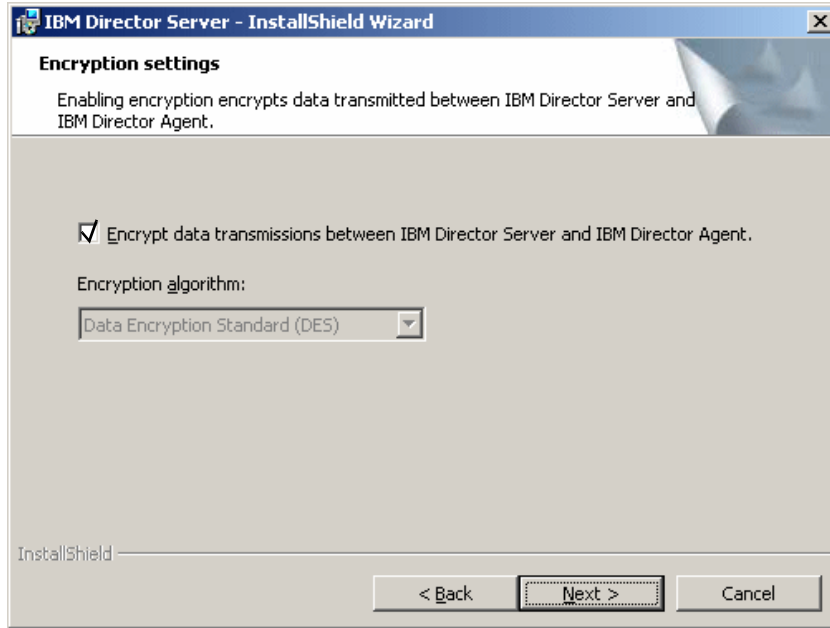 IBM Director Server - InstallShield Wizard
Encryption settings
Enabling encryption encrypts data transmitted between IBM Director Server and
IBM Director Agent.
Encrypt data transmissions between IBM Director Server and IBM Director Agent.
Encryption algorithm:
Data Encryption Standard (DES)
InstallShield
< Back Next > Cancel